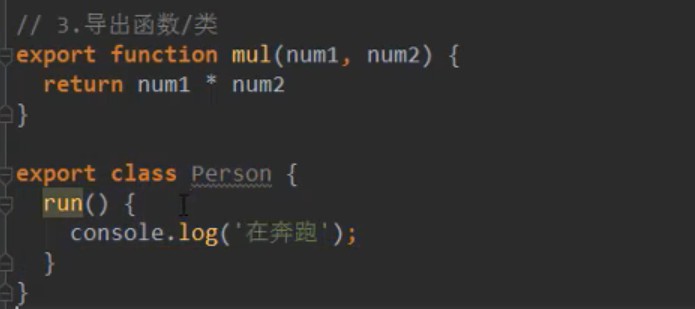 // 3.导出函数/类
export function mul(num1, num2) {
  return num1 * num2
}
export class Person {
  run() {
    console.log('在奔跑');
  }
}